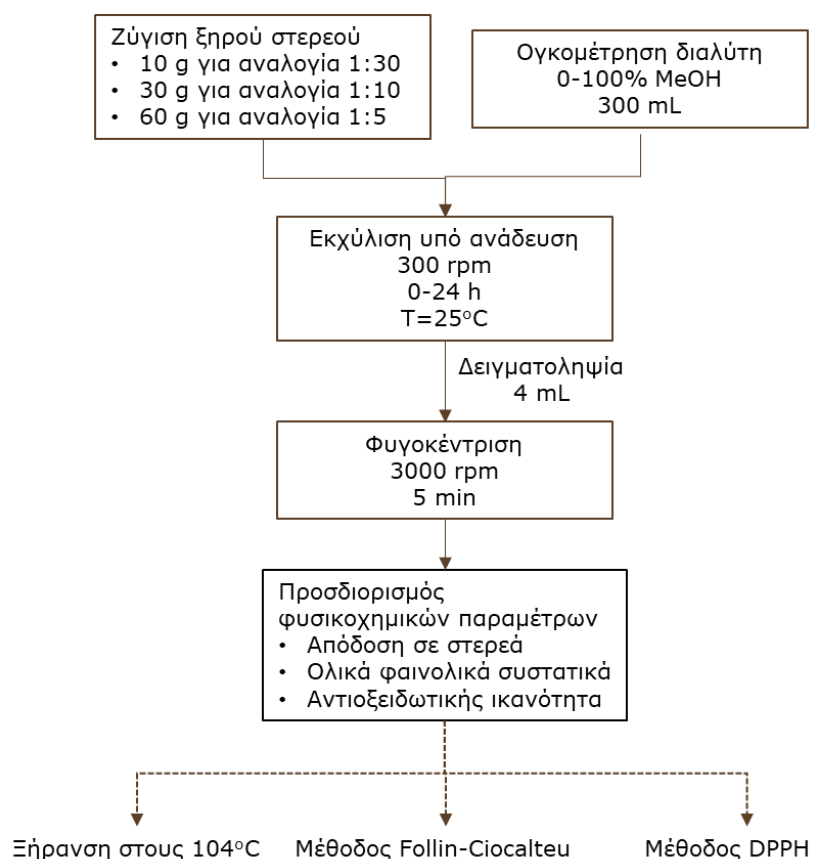 Ζύγιση ξηρού στερεού
• 10 g για αναλογία 1:30
• 30 g για αναλογία 1:10
• 60 g για αναλογία 1:5
Ογκομέτρηση διαλύτη
0-100% MeOH
300 mL
Εκχύλιση υπό ανάδευση
300 rpm
0-24 h
T=25°C
Δειγματοληψία
4 mL
Φυγοκέντριση
3000 rpm
5 min
Προσδιορισμός
φυσικοχημικών παραμέτρων
• Απόδοση σε στερεά
• Ολικά φαινολικά συστατικά
• Αντιοξειδωτικής ικανότητα
Ξήρανση στους 104°C
Μέθοδος Follin-Ciocalteu
Μέθοδος DPPH